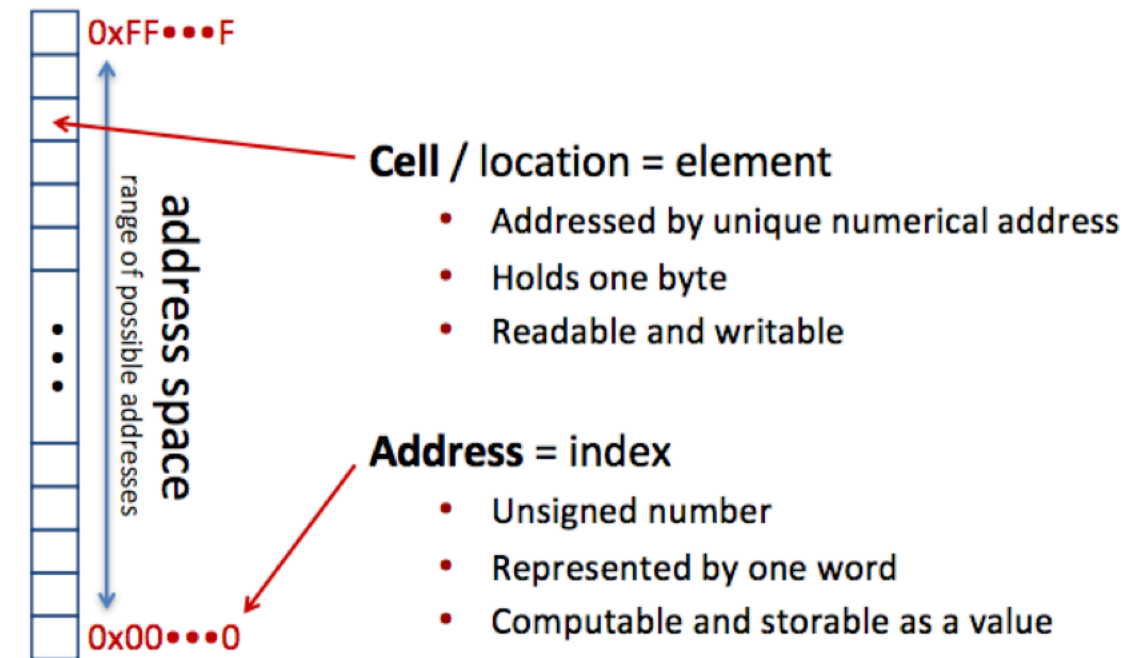 0xFF•••F
Cell / location = element
• Addressed by unique numerical address
• Holds one byte
• Readable and writable
address space
range of possible addresses
Address = index
• Unsigned number
• Represented by one word
• Computable and storable as a value
0x00•••0